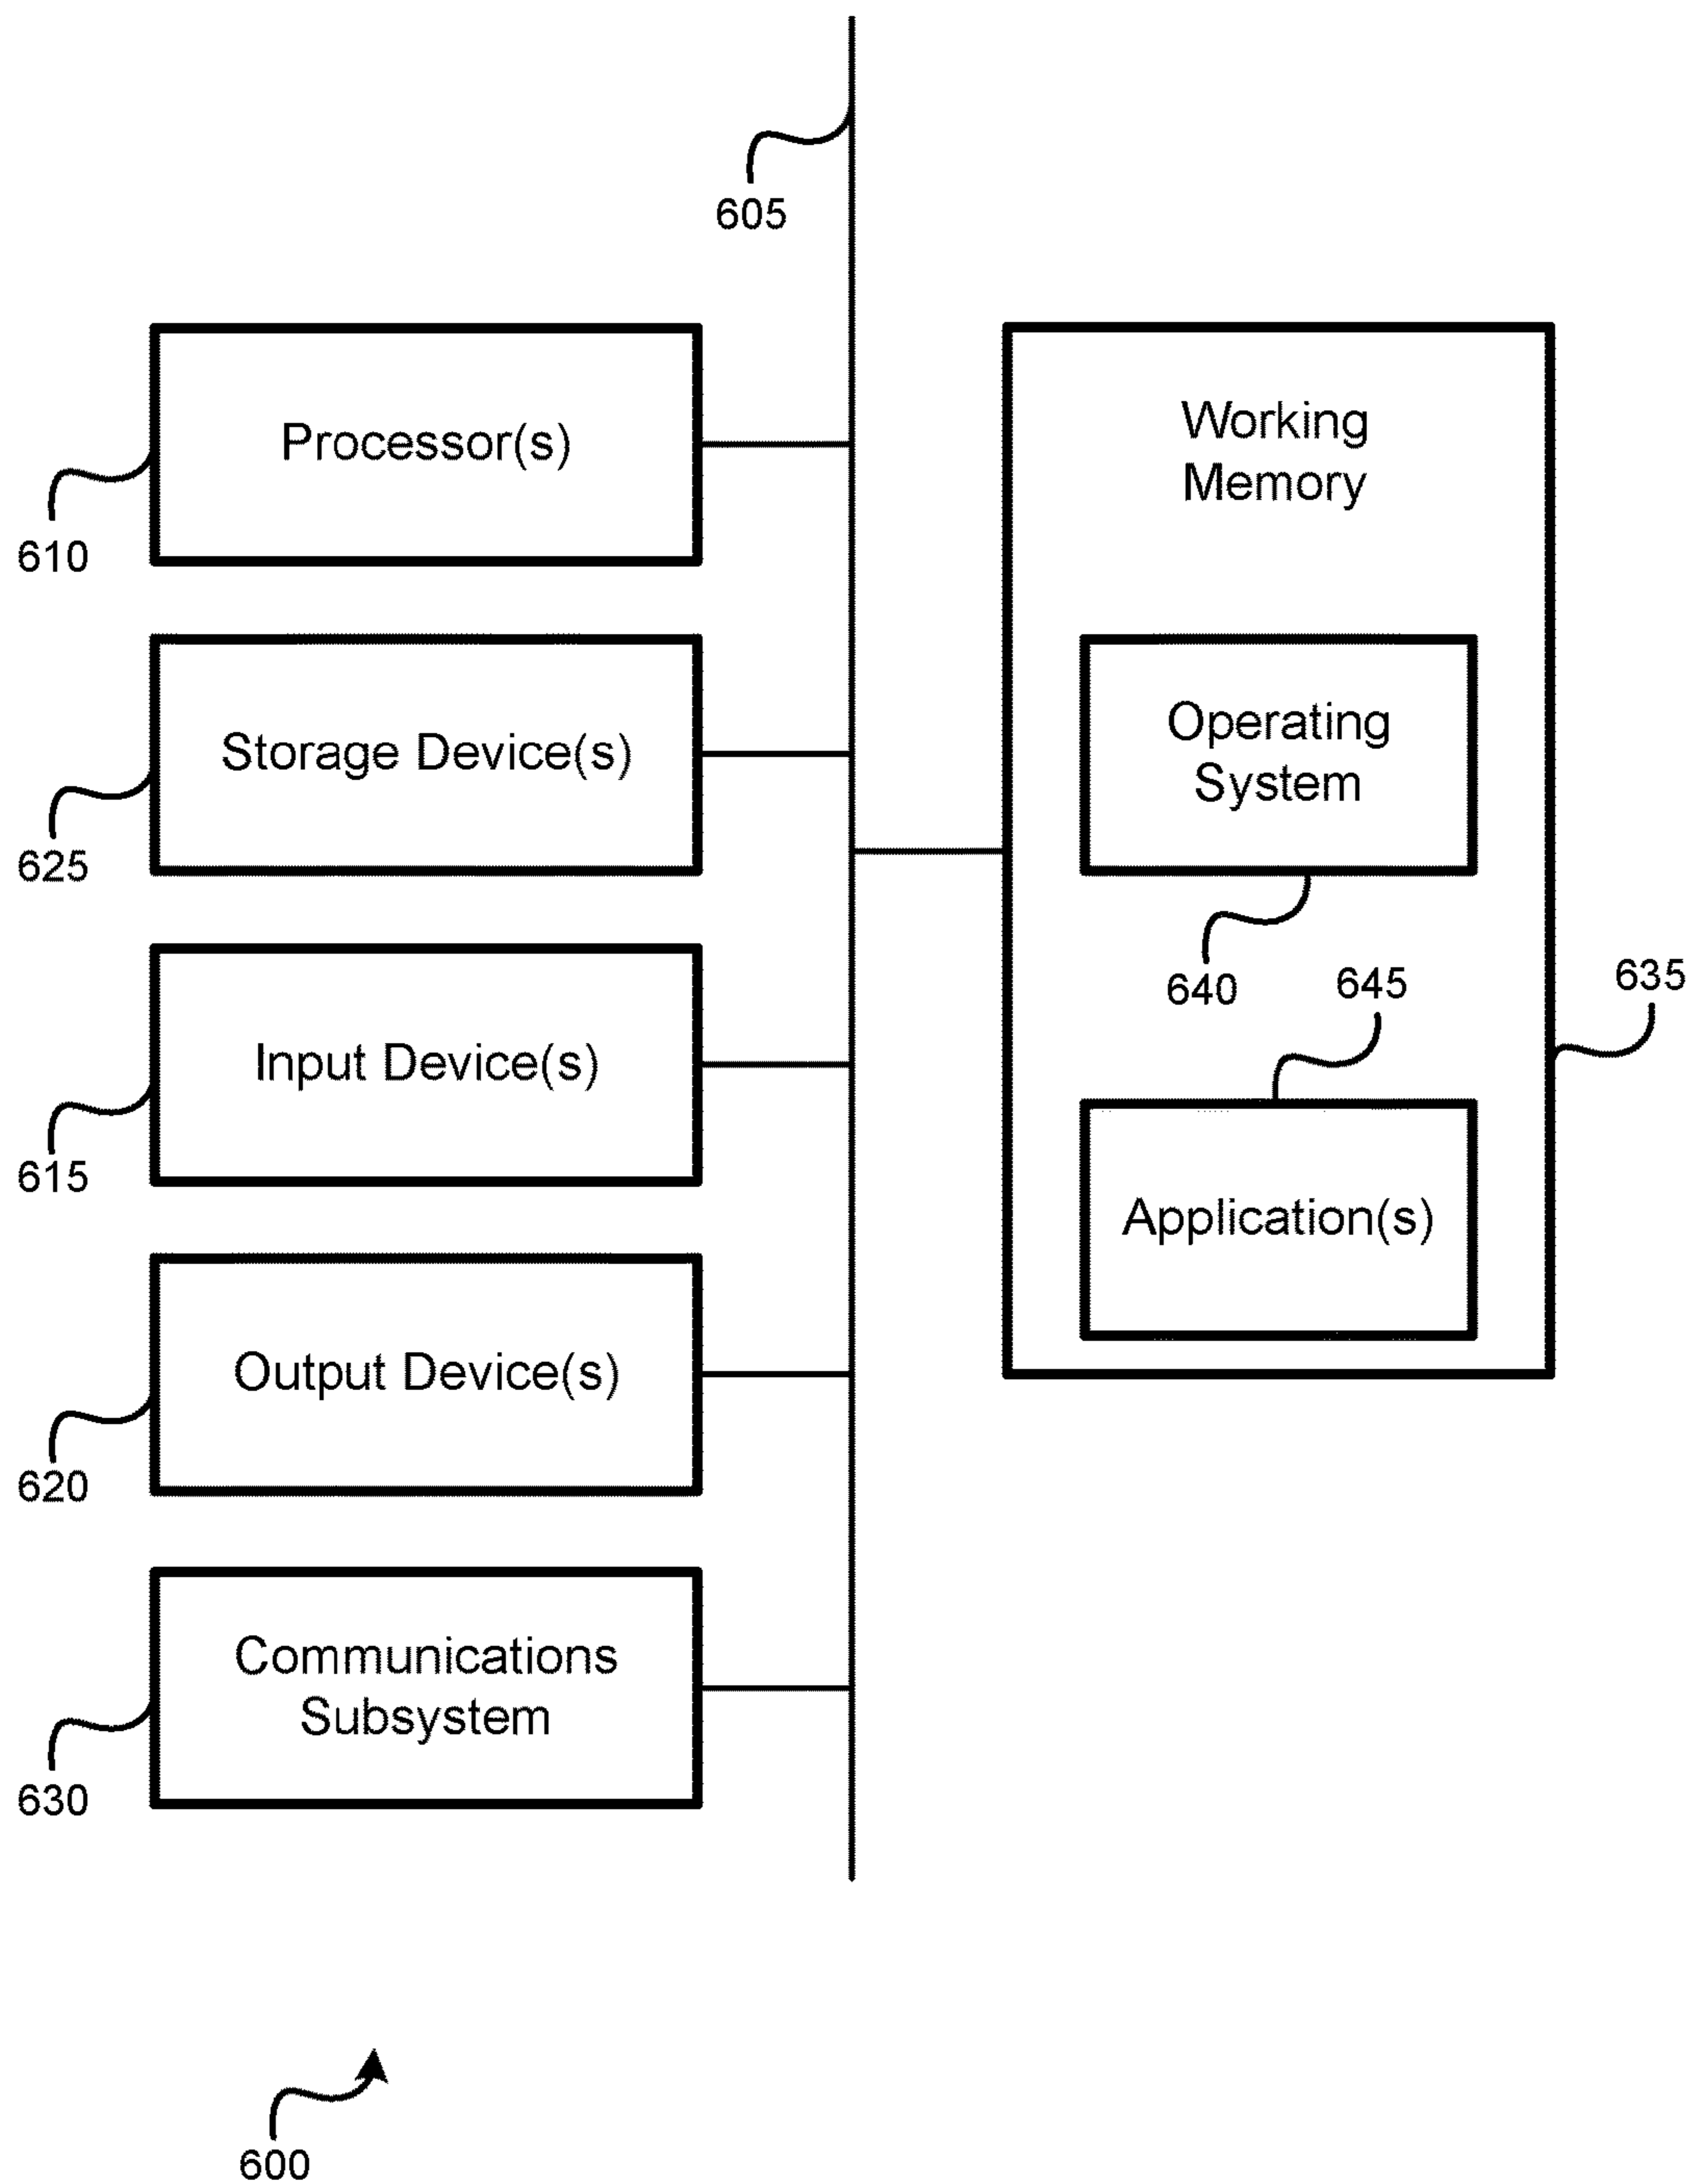 605
Processor(s)
610
Storage Device(s)
625
Input Device(s)
615
Output Device(s)
620
Communications
Subsystem
630
Working
Memory
Operating
System
640
645
635
Application(s)
600